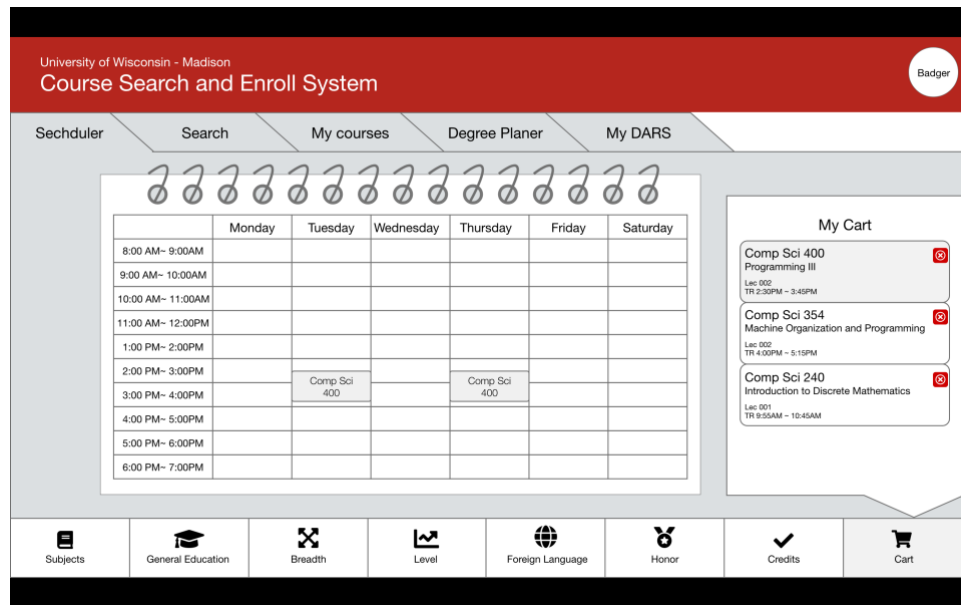 University of Wisconsin - Madison
Course Search and Enroll System
Badger
Sechduler
Search
My courses
Degree Planer
My DARS
Monday
Tuesday
Wednesday
Thursday
Friday
Saturday
8:00 AM~ 9:00AM
9:00 AM~ 10:00AM
10:00 AM~ 11:00AM
11:00 AM~ 12:00PM
1:00 PM~ 2:00PM
2:00 PM~ 3:00PM
3:00 PM~ 4:00PM
4:00 PM~ 5:00PM
5:00 PM~ 6:00PM
6:00 PM~ 7:00PM
Comp Sci
400
Comp Sci
400
My Cart
Comp Sci 400
Programming III
Lec 002
TR 2:30PM ~ 3:45PM
Comp Sci 354
Machine Organization and Programming
Lec 002
TR 4:00PM ~ 5:15PM
Comp Sci 240
Introduction to Discrete Mathematics
Lec 001
TR 9:55AM ~ 10:45AM
Subjects
General Education
Breadth
Level
Foreign Language
Honor
Credits
Cart